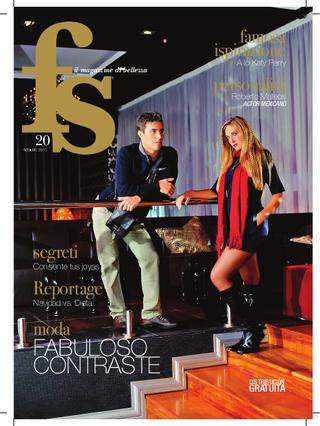 fs
il magazine di bellezza
20
famosa
ispirazione
A lo Katy Perry
personalità
Roberto Mateos
ACTOR MEXICANO
segreti
Consiente tus joyas
Reportage
Navidad vs. Dieta
moda
FABULOSO
CONTRASTE
DISTRIBUCIÓN
GRATUITA